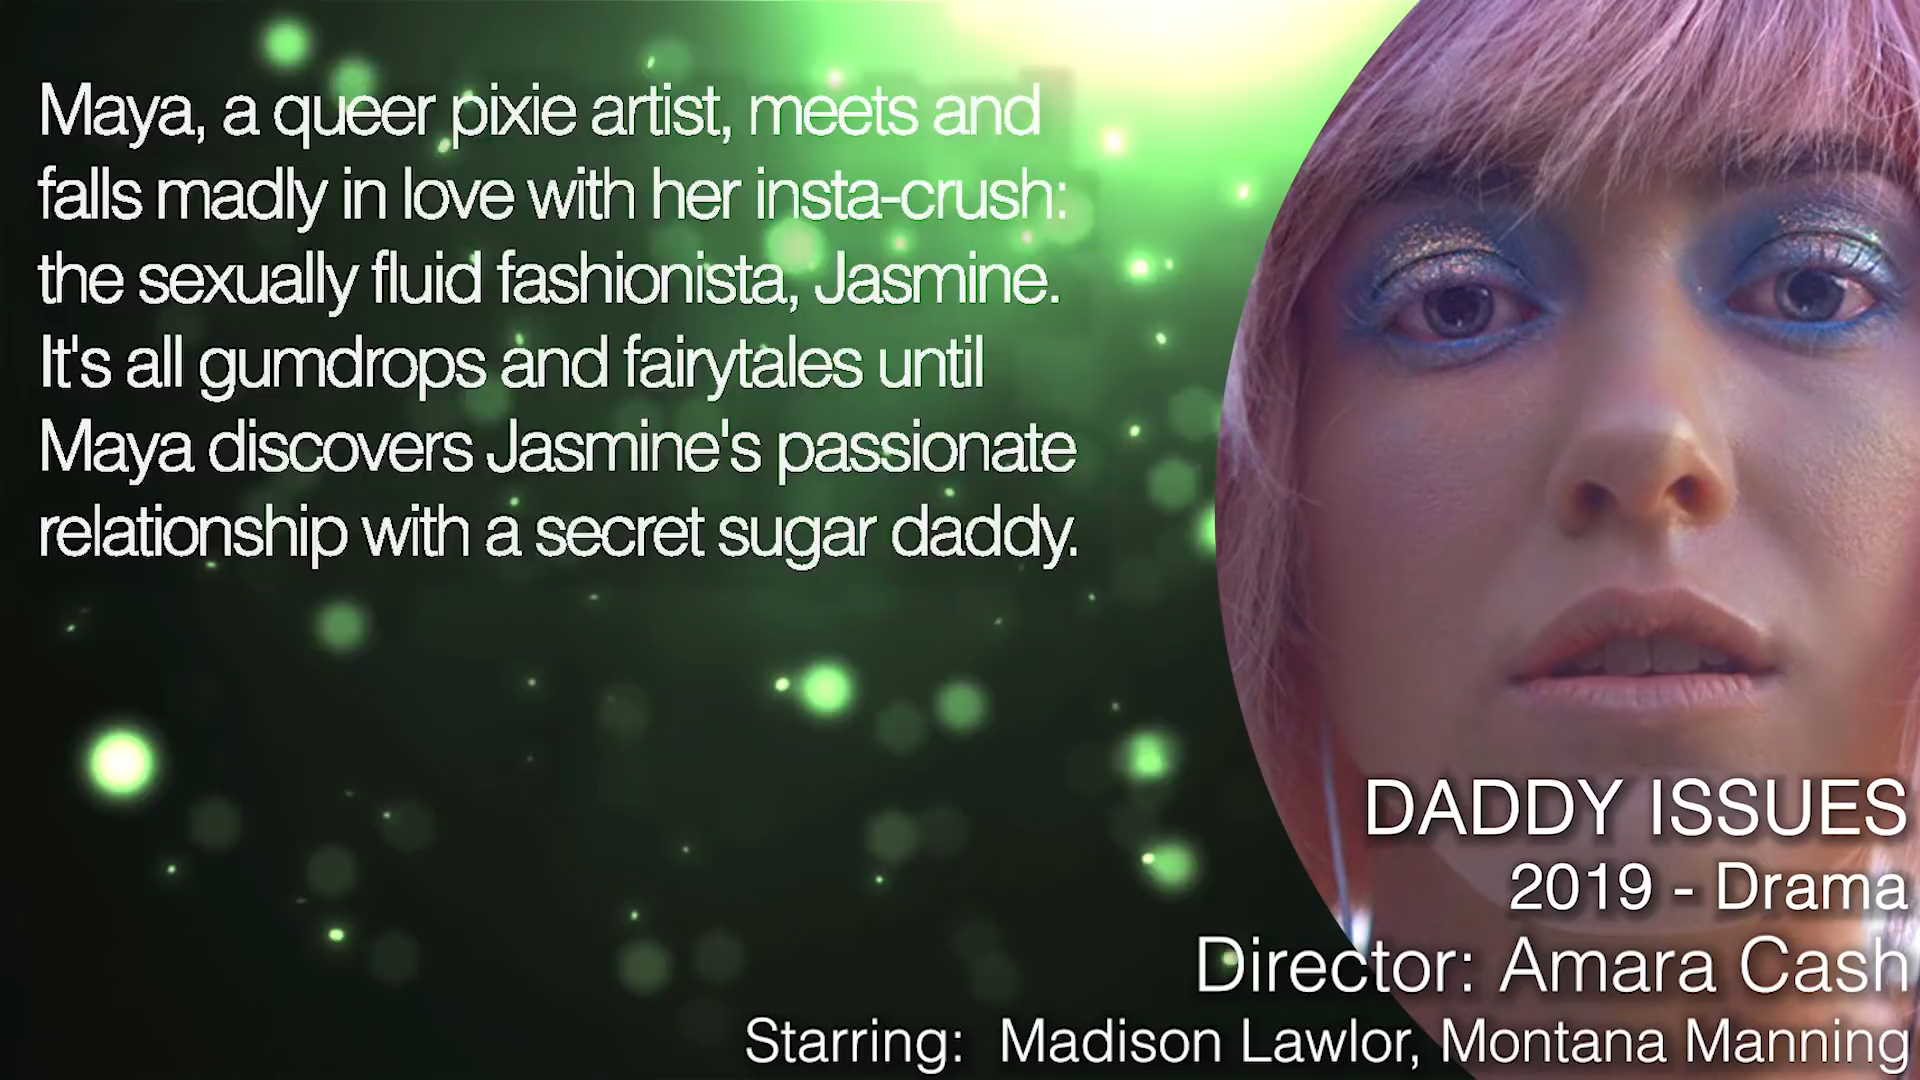 Maya, a queer pixie artist, meets and
falls madly in love with her insta-crush:
the sexually fluid fashionista, Jasmine.
It's all gumdrops and fairytales until
Maya discovers Jasmine's passionate
relationship with a secret sugar daddy.
DADDY ISSUES
2019 - Drama
Director: Amara Cash
Starring:  Madison Lawlor, Montana Manning